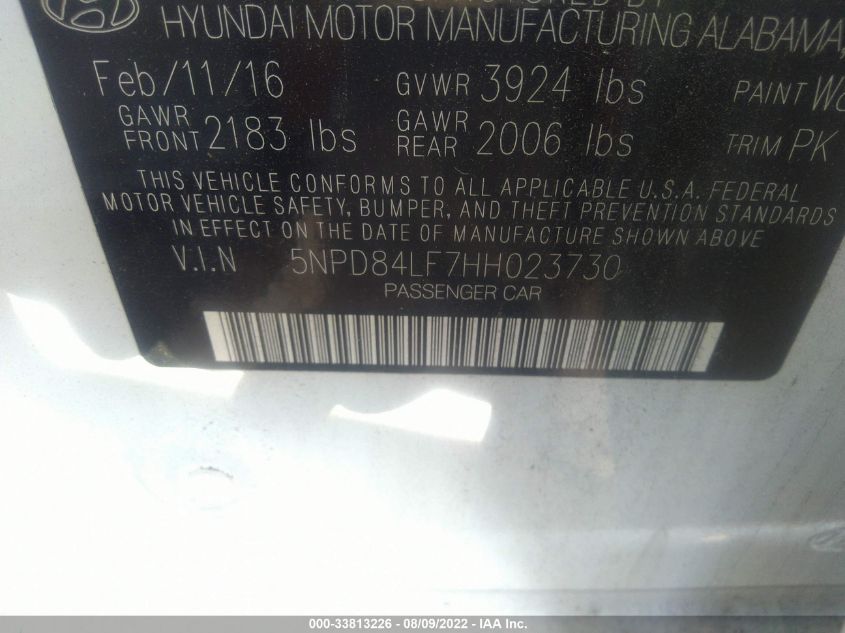 HYUNDAI MOTOR MANUFACTURING ALABAMA,
Feb/11/16 GVWR 3924 lbs PAINT
GAWR FRONT 2183 lbs GAWR REAR 2006 lbs TRIM PK
THIS VEHICLE CONFORMS TO ALL APPLICABLE U.S.A. FEDERAL
MOTOR VEHICLE SAFETY, BUMPER, AND THEFT PREVENTION STANDARDS
IN EFFECT ON THE DATE OF MANUFACTURE SHOWN ABOVE
V.I.N 5NPD84LF7HH023730
PASSENGER CAR
000-33813226 - 08/09/2022 - IAA Inc.